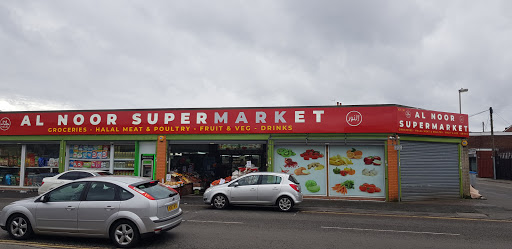 AL NOOR SUPERMARKET
GROCERIES - HALAL MEAT & POULTRY - FRUIT & VEG - DRINKS
AL NOOR
SUPERMARKET